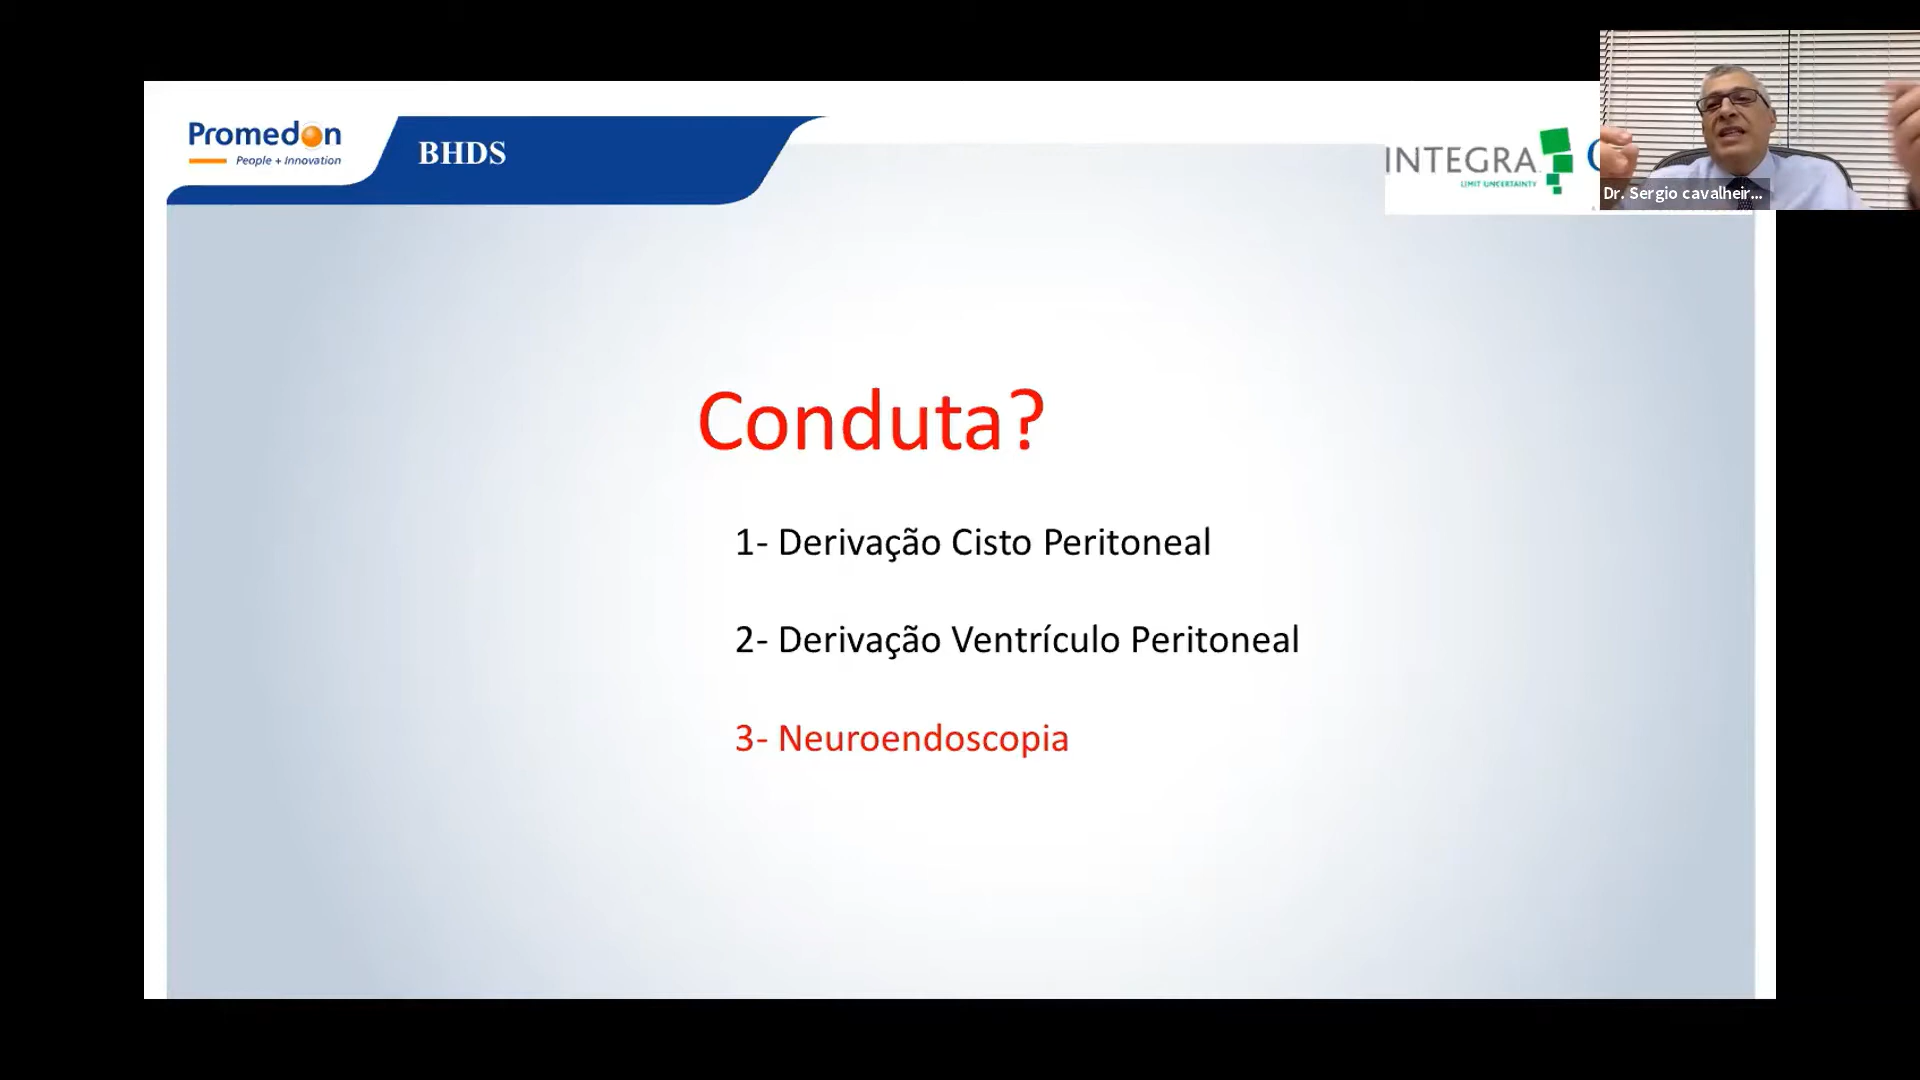 Promedon
People + Innovation
BHDS
INTEGRA
LIMIT UNCERTAINTY
Dr. Sergio cavalheir...
Conduta?
1- Derivação Cisto Peritoneal
2- Derivação Ventrículo Peritoneal
3- Neuroendoscopia